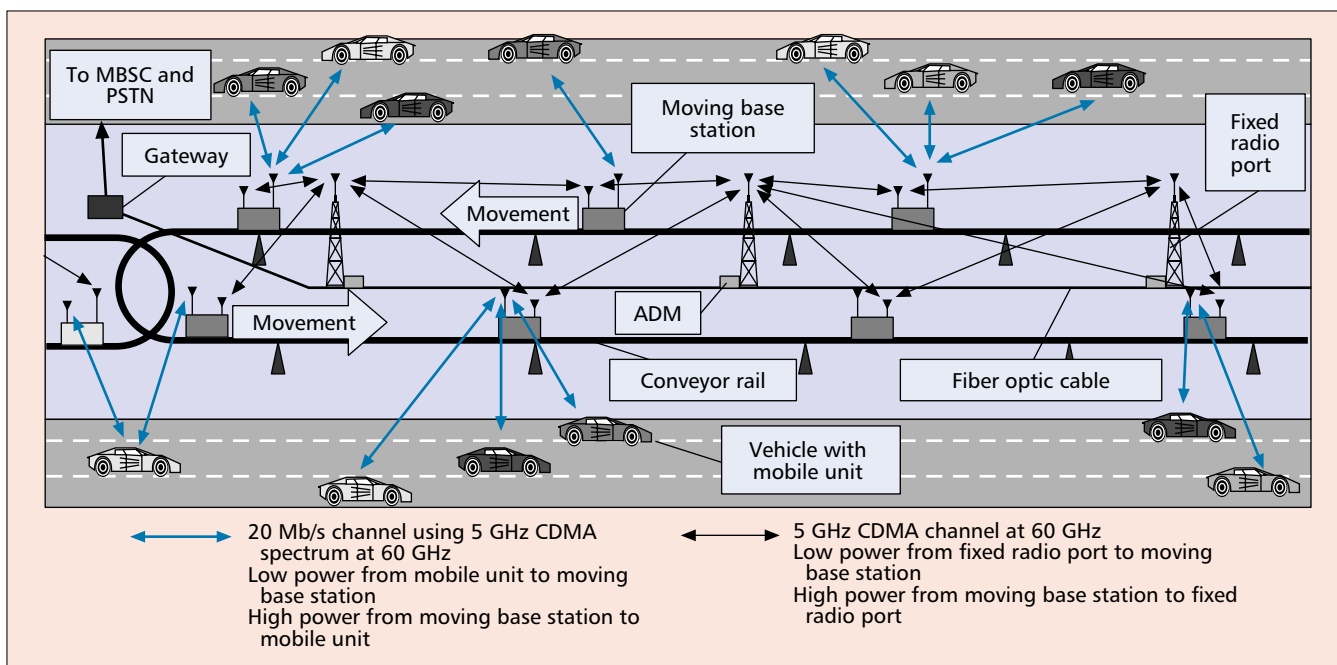 To MBSC and
PSTN
Gateway
Moving base
station
Fixed
radio
port
Movement
Movement
ADM
Conveyor rail
Fiber optic cable
Vehicle with
mobile unit
20 Mb/s channel using 5 GHz CDMA
spectrum at 60 GHz
Low power from mobile unit to moving
base station
High power from moving base station to
mobile unit
5 GHz CDMA channel at 60 GHz
Low power from fixed radio port to moving
base station
High power from moving base station to fixed
radio port